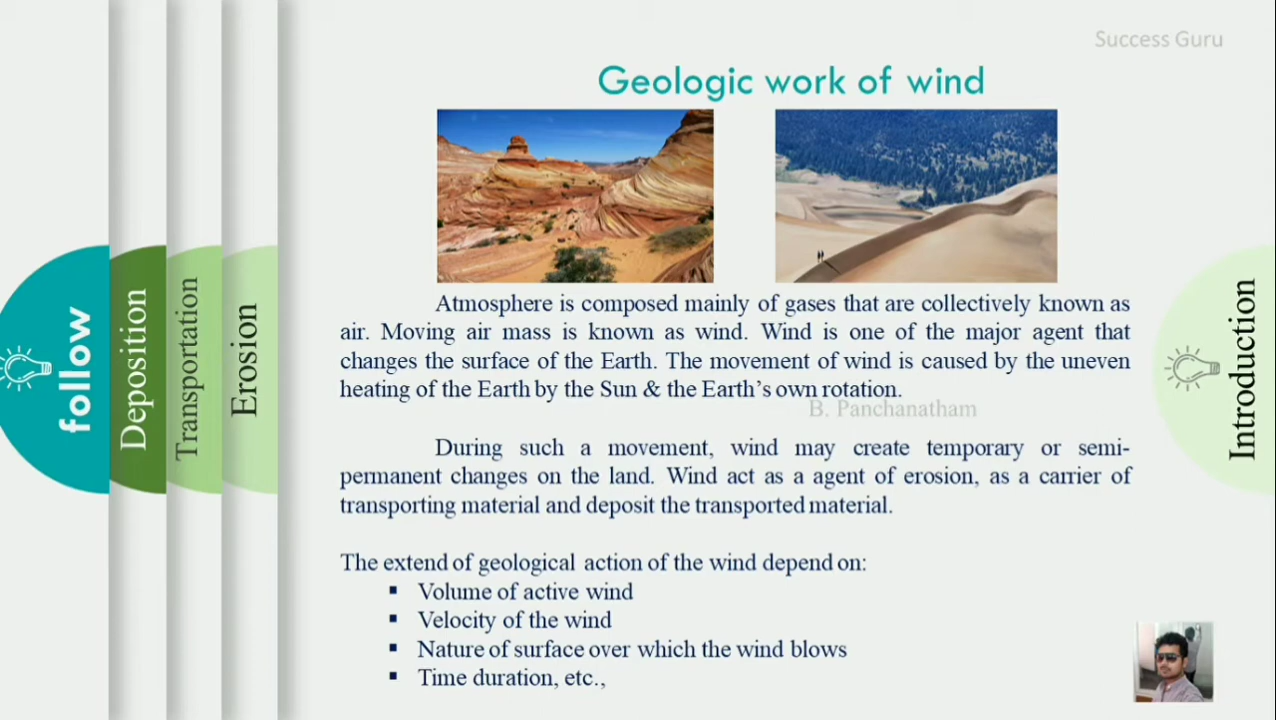 Success Guru
Geologic work of wind
Atmosphere is composed mainly of gases that are collectively known as
air. Moving air mass is known as wind. Wind is one of the major agent that
changes the surface of the Earth. The movement of wind is caused by the uneven
heating of the Earth by the Sun & the Earth’s own rotation.
B. Panchanatham
During such a movement, wind may create temporary or semi-
permanent changes on the land. Wind act as a agent of erosion, as a carrier of
transporting material and deposit the transported material.
The extend of geological action of the wind depend on:
▪ Volume of active wind
▪ Velocity of the wind
▪ Nature of surface over which the wind blows
▪ Time duration, etc.,
follow
Deposition
Transportation
Erosion
Introduction